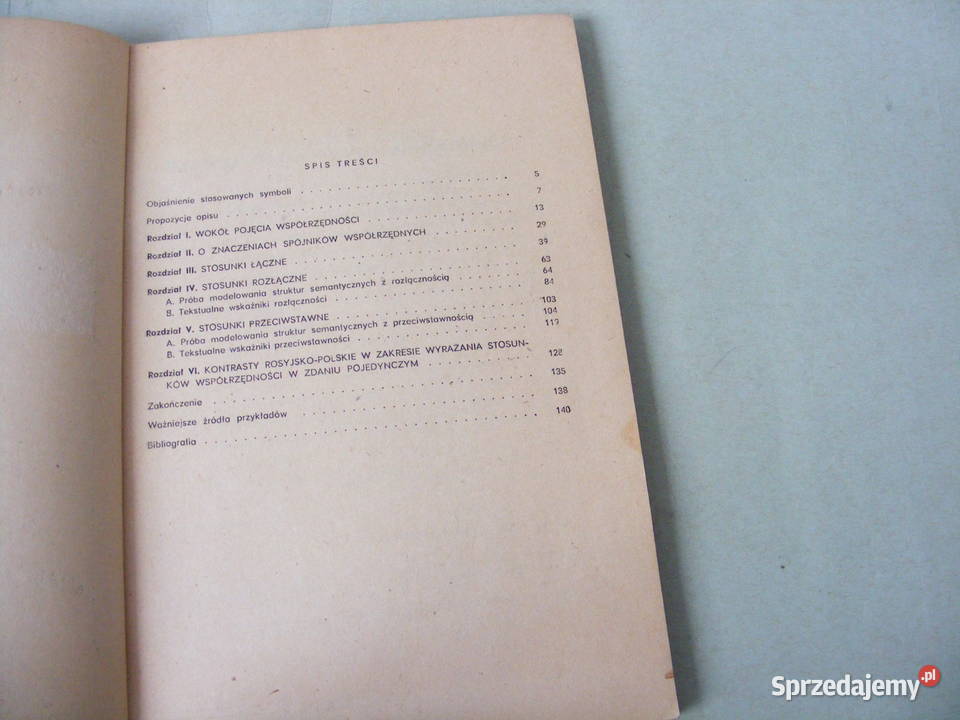 SPIS TREŚCI
Objaśnienie stosowanych symboli . . . . . . . . . . . . . . . . 5
Propozycje opisu . . . . . . . . . . . . . . . . . . . . . . 7
Rozdział I. WOKÓŁ POJĘCIA WSPÓŁRZĘDNOŚCI . . . . . . . . . . . . 13
Rozdział II. O ZNACZENIACH SPÓJNIKÓW WSPÓŁRZĘDNYCH . . . . . . . . 29
Rozdział III. STOSUNKI ŁĄCZNE . . . . . . . . . . . . . . . . . 39
Rozdział IV. STOSUNKI ROZŁĄCZNE . . . . . . . . . . . . . . . . 63
A. Próba modelowania struktur semantycznych z rozłącznością . . . . . . 64
B. Tekstualne wskaźniki rozłączności . . . . . . . . . . . . . . . 84
Rozdział V. STOSUNKI PRZECIWSTAWNE . . . . . . . . . . . . . . . 103
A. Próba modelowania struktur semantycznych z przeciwstawnością . . . . 104
B. Tekstualne wskaźniki przeciwstawności . . . . . . . . . . . . . 119
Rozdział VI. KONTRASTY ROSYJSKO-POLSKIE W ZAKRESIE WYRAŻANIA STOSUN-
KÓW WSPÓŁRZĘDNOŚCI W ZDANIU POJEDYNCZYM . . . . . . . . . . 128
Zakończenie . . . . . . . . . . . . . . . . . . . . . . . . 135
Ważniejsze źródła przykładów . . . . . . . . . . . . . . . . . 138
Bibliografia . . . . . . . . . . . . . . . . . . . . . . . . 140
Sprzedajemy.pl